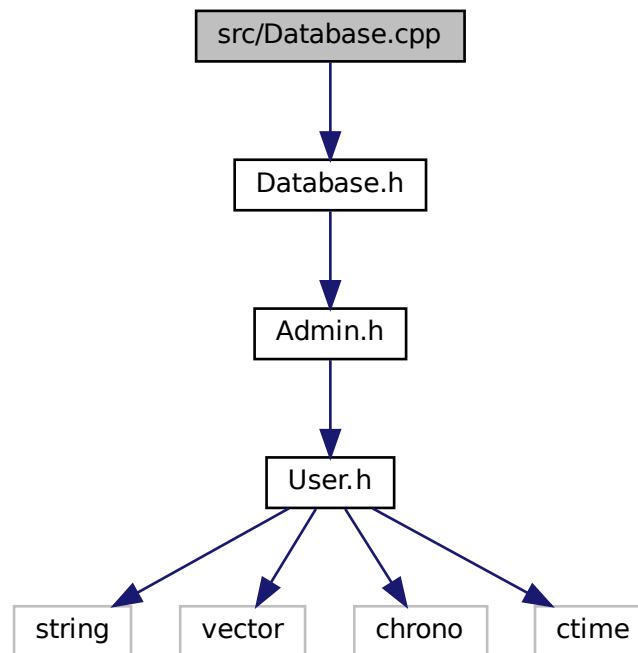 src/Database.cpp
Database.h
Admin.h
User.h
string
vector
chrono
ctime